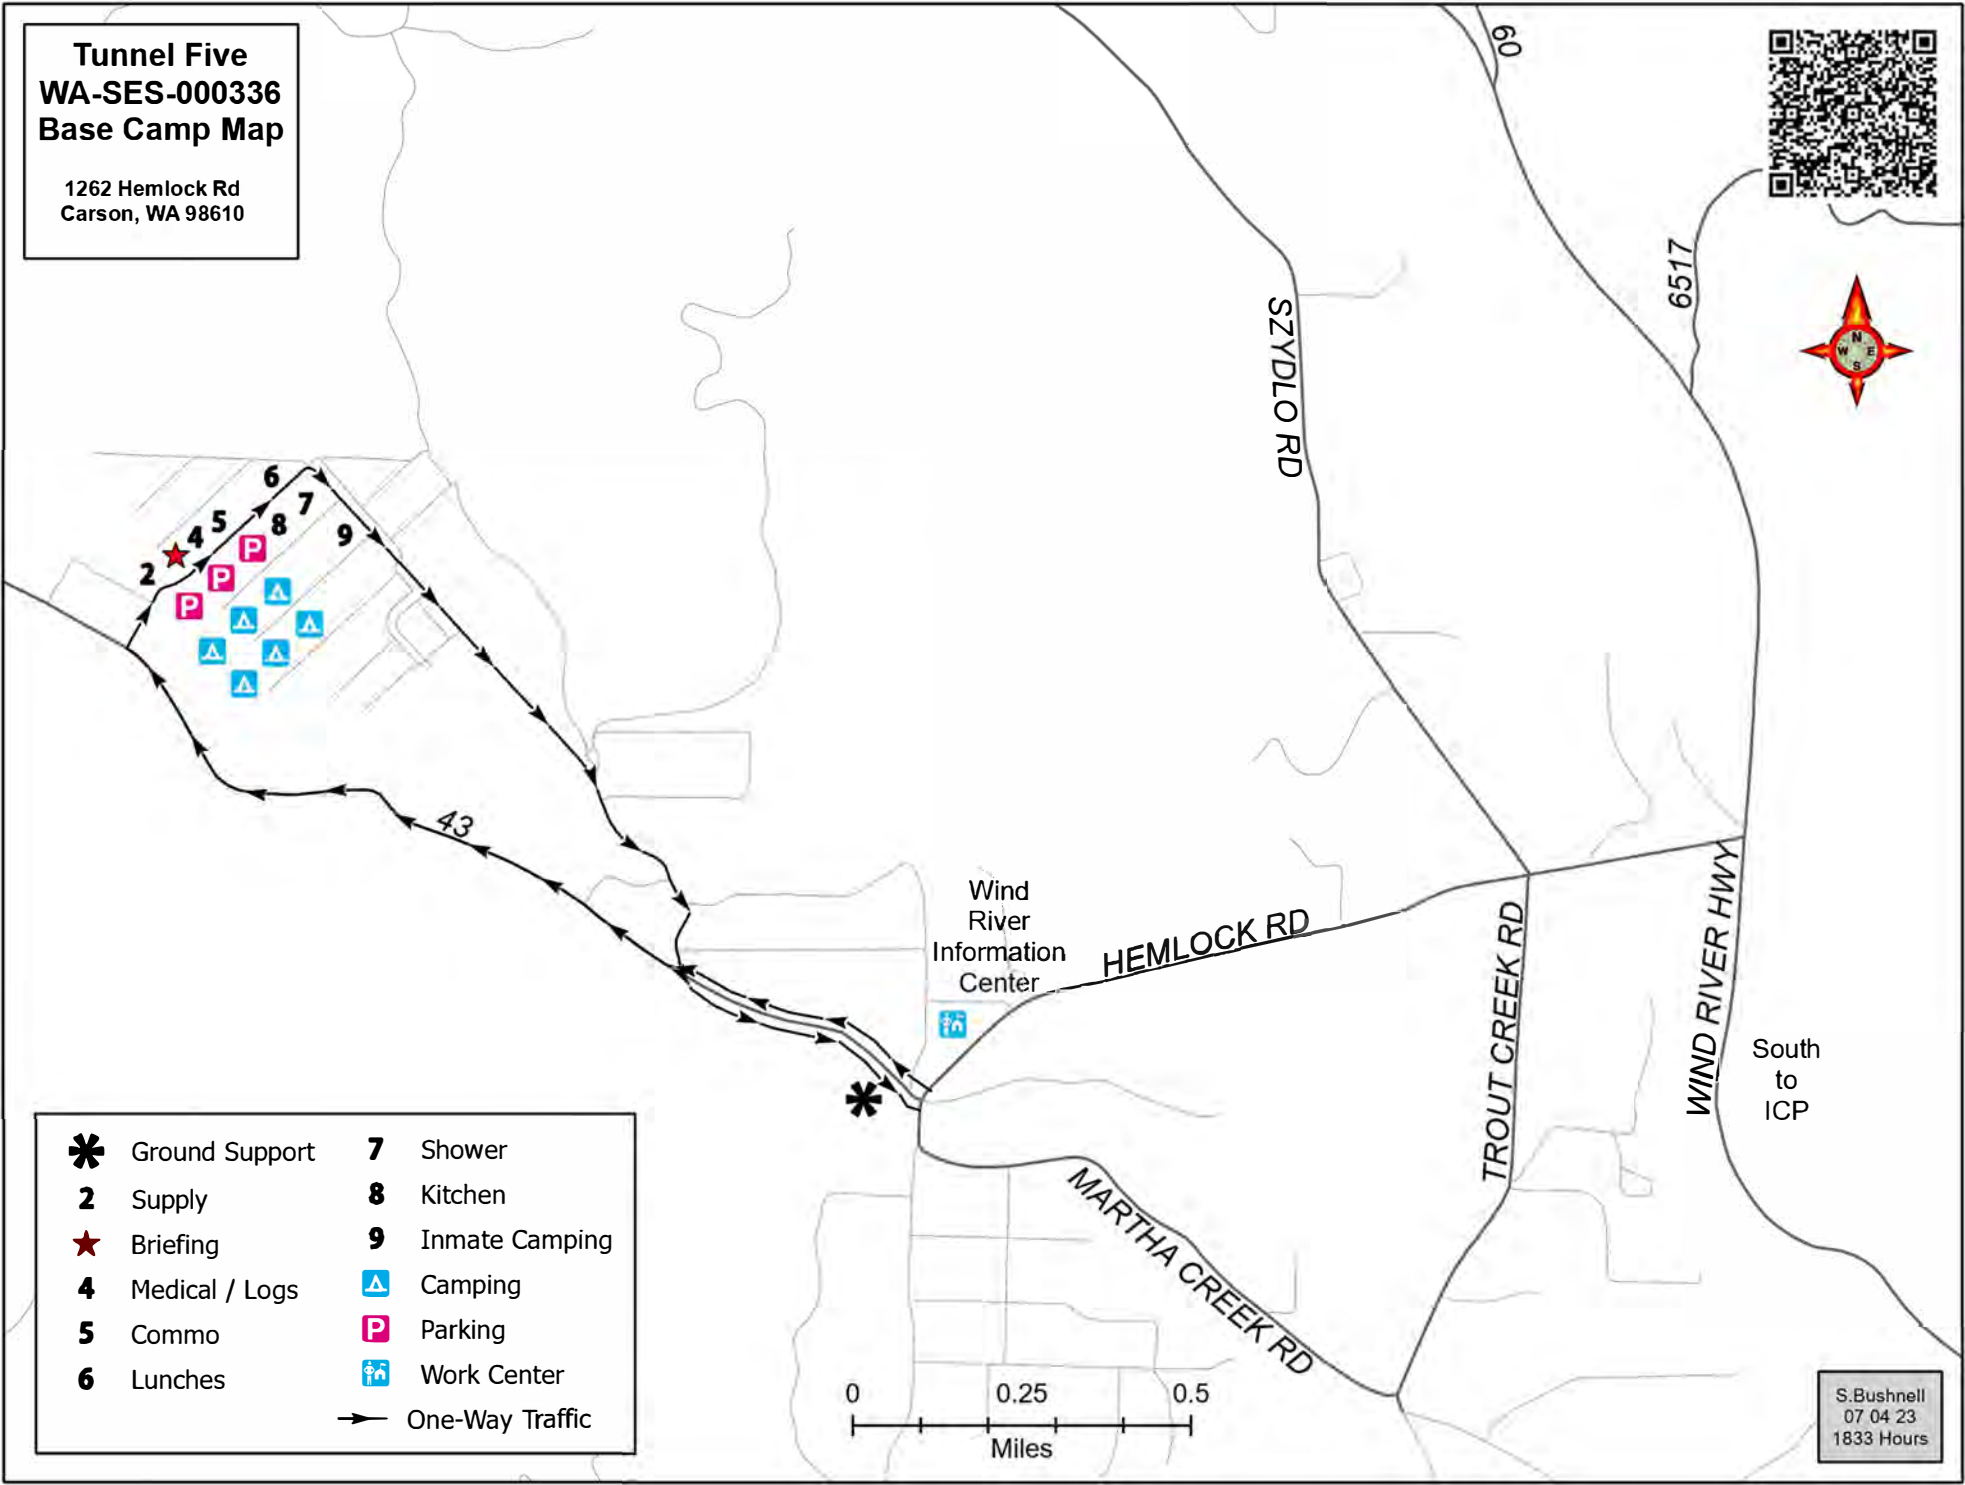 Tunnel Five
WA-SES-000336
Base Camp Map
1262 Hemlock Rd
Carson, WA 98610
60
6517
N
W E
S
SZYDLO RD
6
7
5
8
4
9
P
2
P
P
43
Wind
River
Information
Center
HEMLOCK RD
TROUT CREEK RD
WIND RIVER HWY
South
to
ICP
MARTHA CREEK RD
Ground Support
2 Supply
Briefing
4 Medical / Logs
5 Commo
6 Lunches
7 Shower
8 Kitchen
9 Inmate Camping
Camping
P Parking
Work Center
One-Way Traffic
0 0.25 0.5
Miles
S.Bushnell
07 04 23
1833 Hours